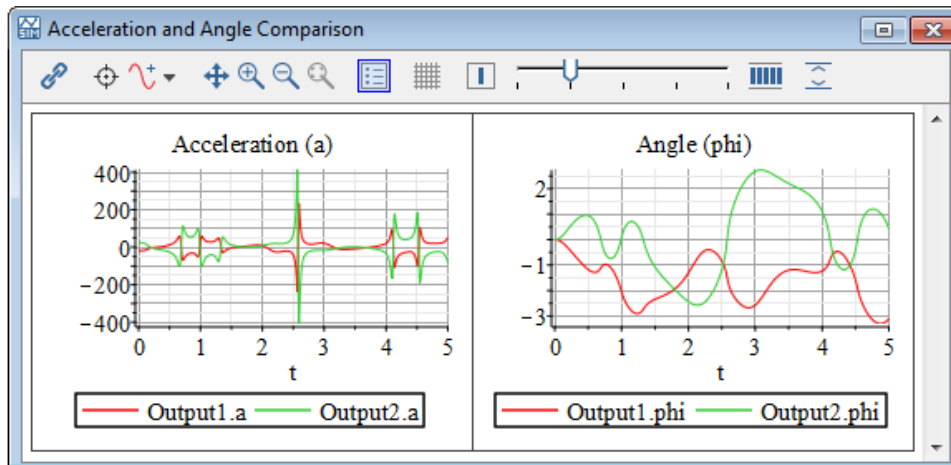 Acceleration and Angle Comparison
Acceleration (a)
400
200
0
−200
−400
0 1 2 3 4 5
t
Output1.a Output2.a
Angle (phi)
2
−1
−3
0 1 2 3 4 5
t
Output1.phi Output2.phi